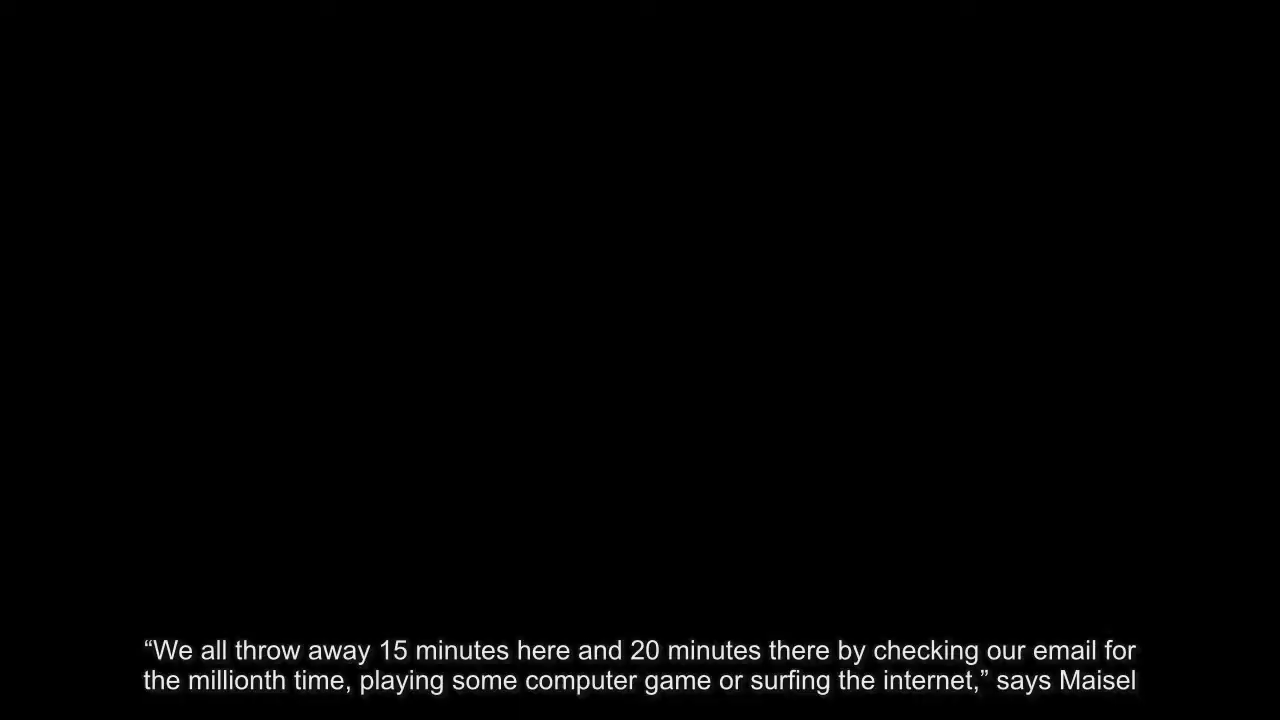 “We all throw away 15 minutes here and 20 minutes there by checking our email for
the millionth time, playing some computer game or surfing the internet,” says Maisel